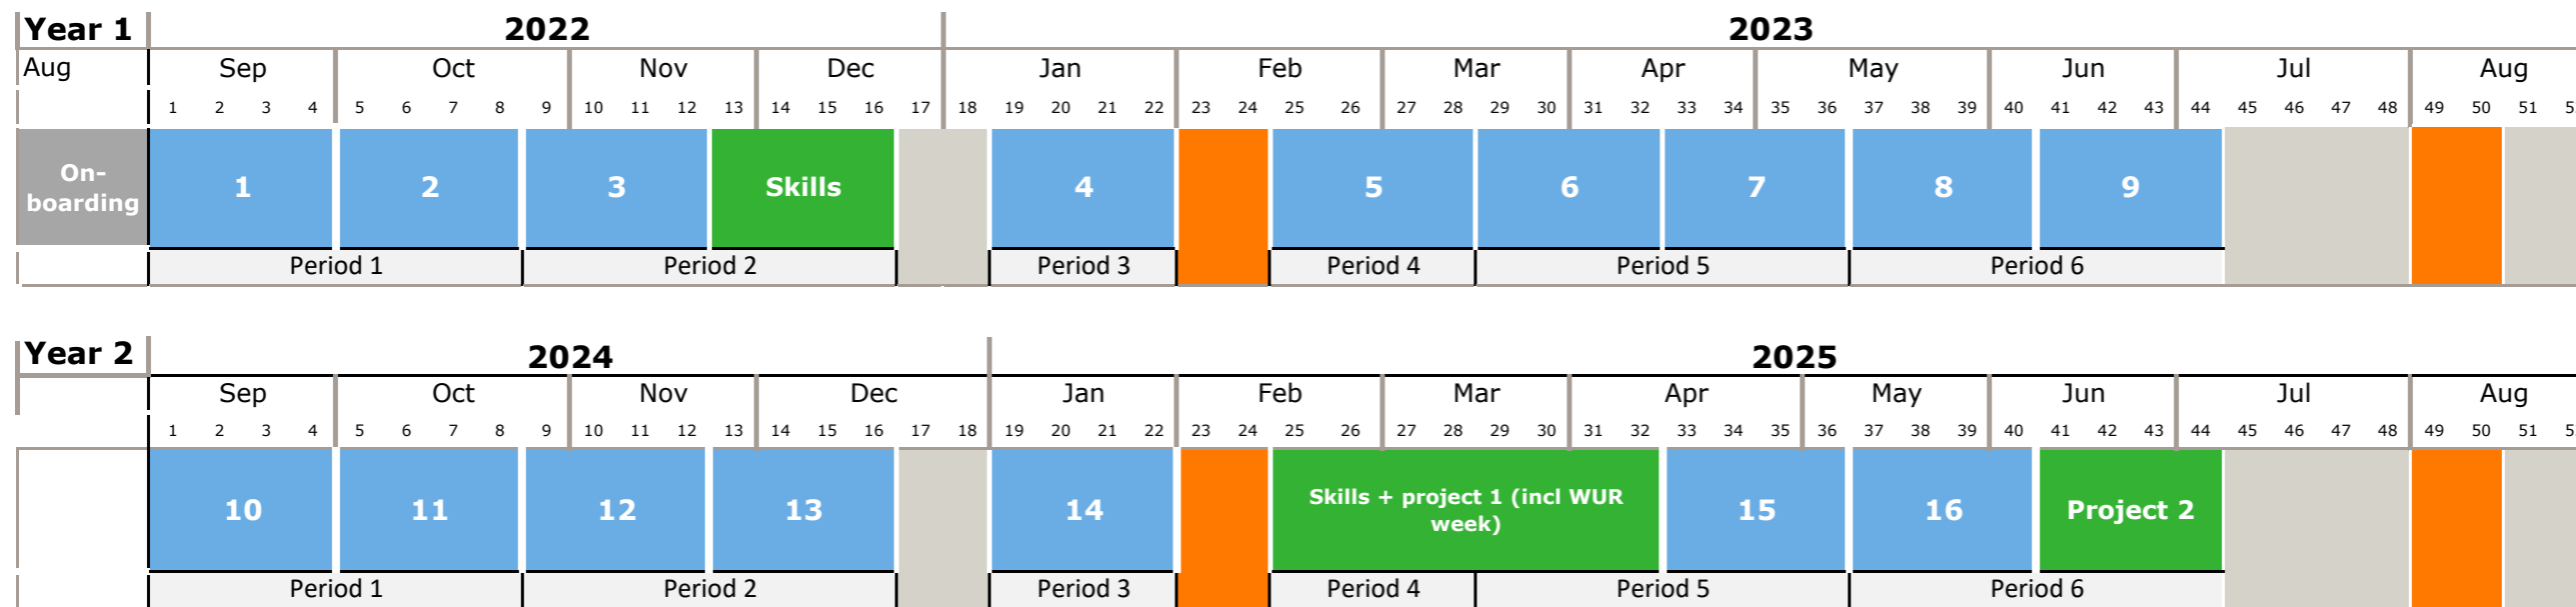 Year 1 2022 2023
Aug Sep Oct Nov Dec Jan Feb Mar Apr May Jun Jul Aug
1 2 3 4 5 6 7 8 9 10 11 12 13 14 15 16 17 18 19 20 21 22 23 24 25 26 27 28 29 30 31 32 33 34 35 36 37 38 39 40 41 42 43 44 45 46 47 48 49 50 51
On-
boarding
1 2 3 Skills 4 5 6 7 8 9
Period 1 Period 2 Period 3 Period 4 Period 5 Period 6
Year 2 2024 2025
Sep Oct Nov Dec Jan Feb Mar Apr May Jun Jul Aug
1 2 3 4 5 6 7 8 9 10 11 12 13 14 15 16 17 18 19 20 21 22 23 24 25 26 27 28 29 30 31 32 33 34 35 36 37 38 39 40 41 42 43 44 45 46 47 48 49 50 51
10 11 12 13 14 Skills + project 1 (incl WUR
week)
15 16 Project 2
Period 1 Period 2 Period 3 Period 4 Period 5 Period 6